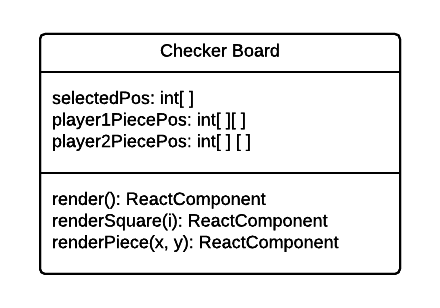 Checker Board
selectedPos: int[ ]
player1PiecePos: int[ ][ ]
player2PiecePos: int[ ] [ ]
render(): ReactComponent
renderSquare(i): ReactComponent
renderPiece(x, y): ReactComponent